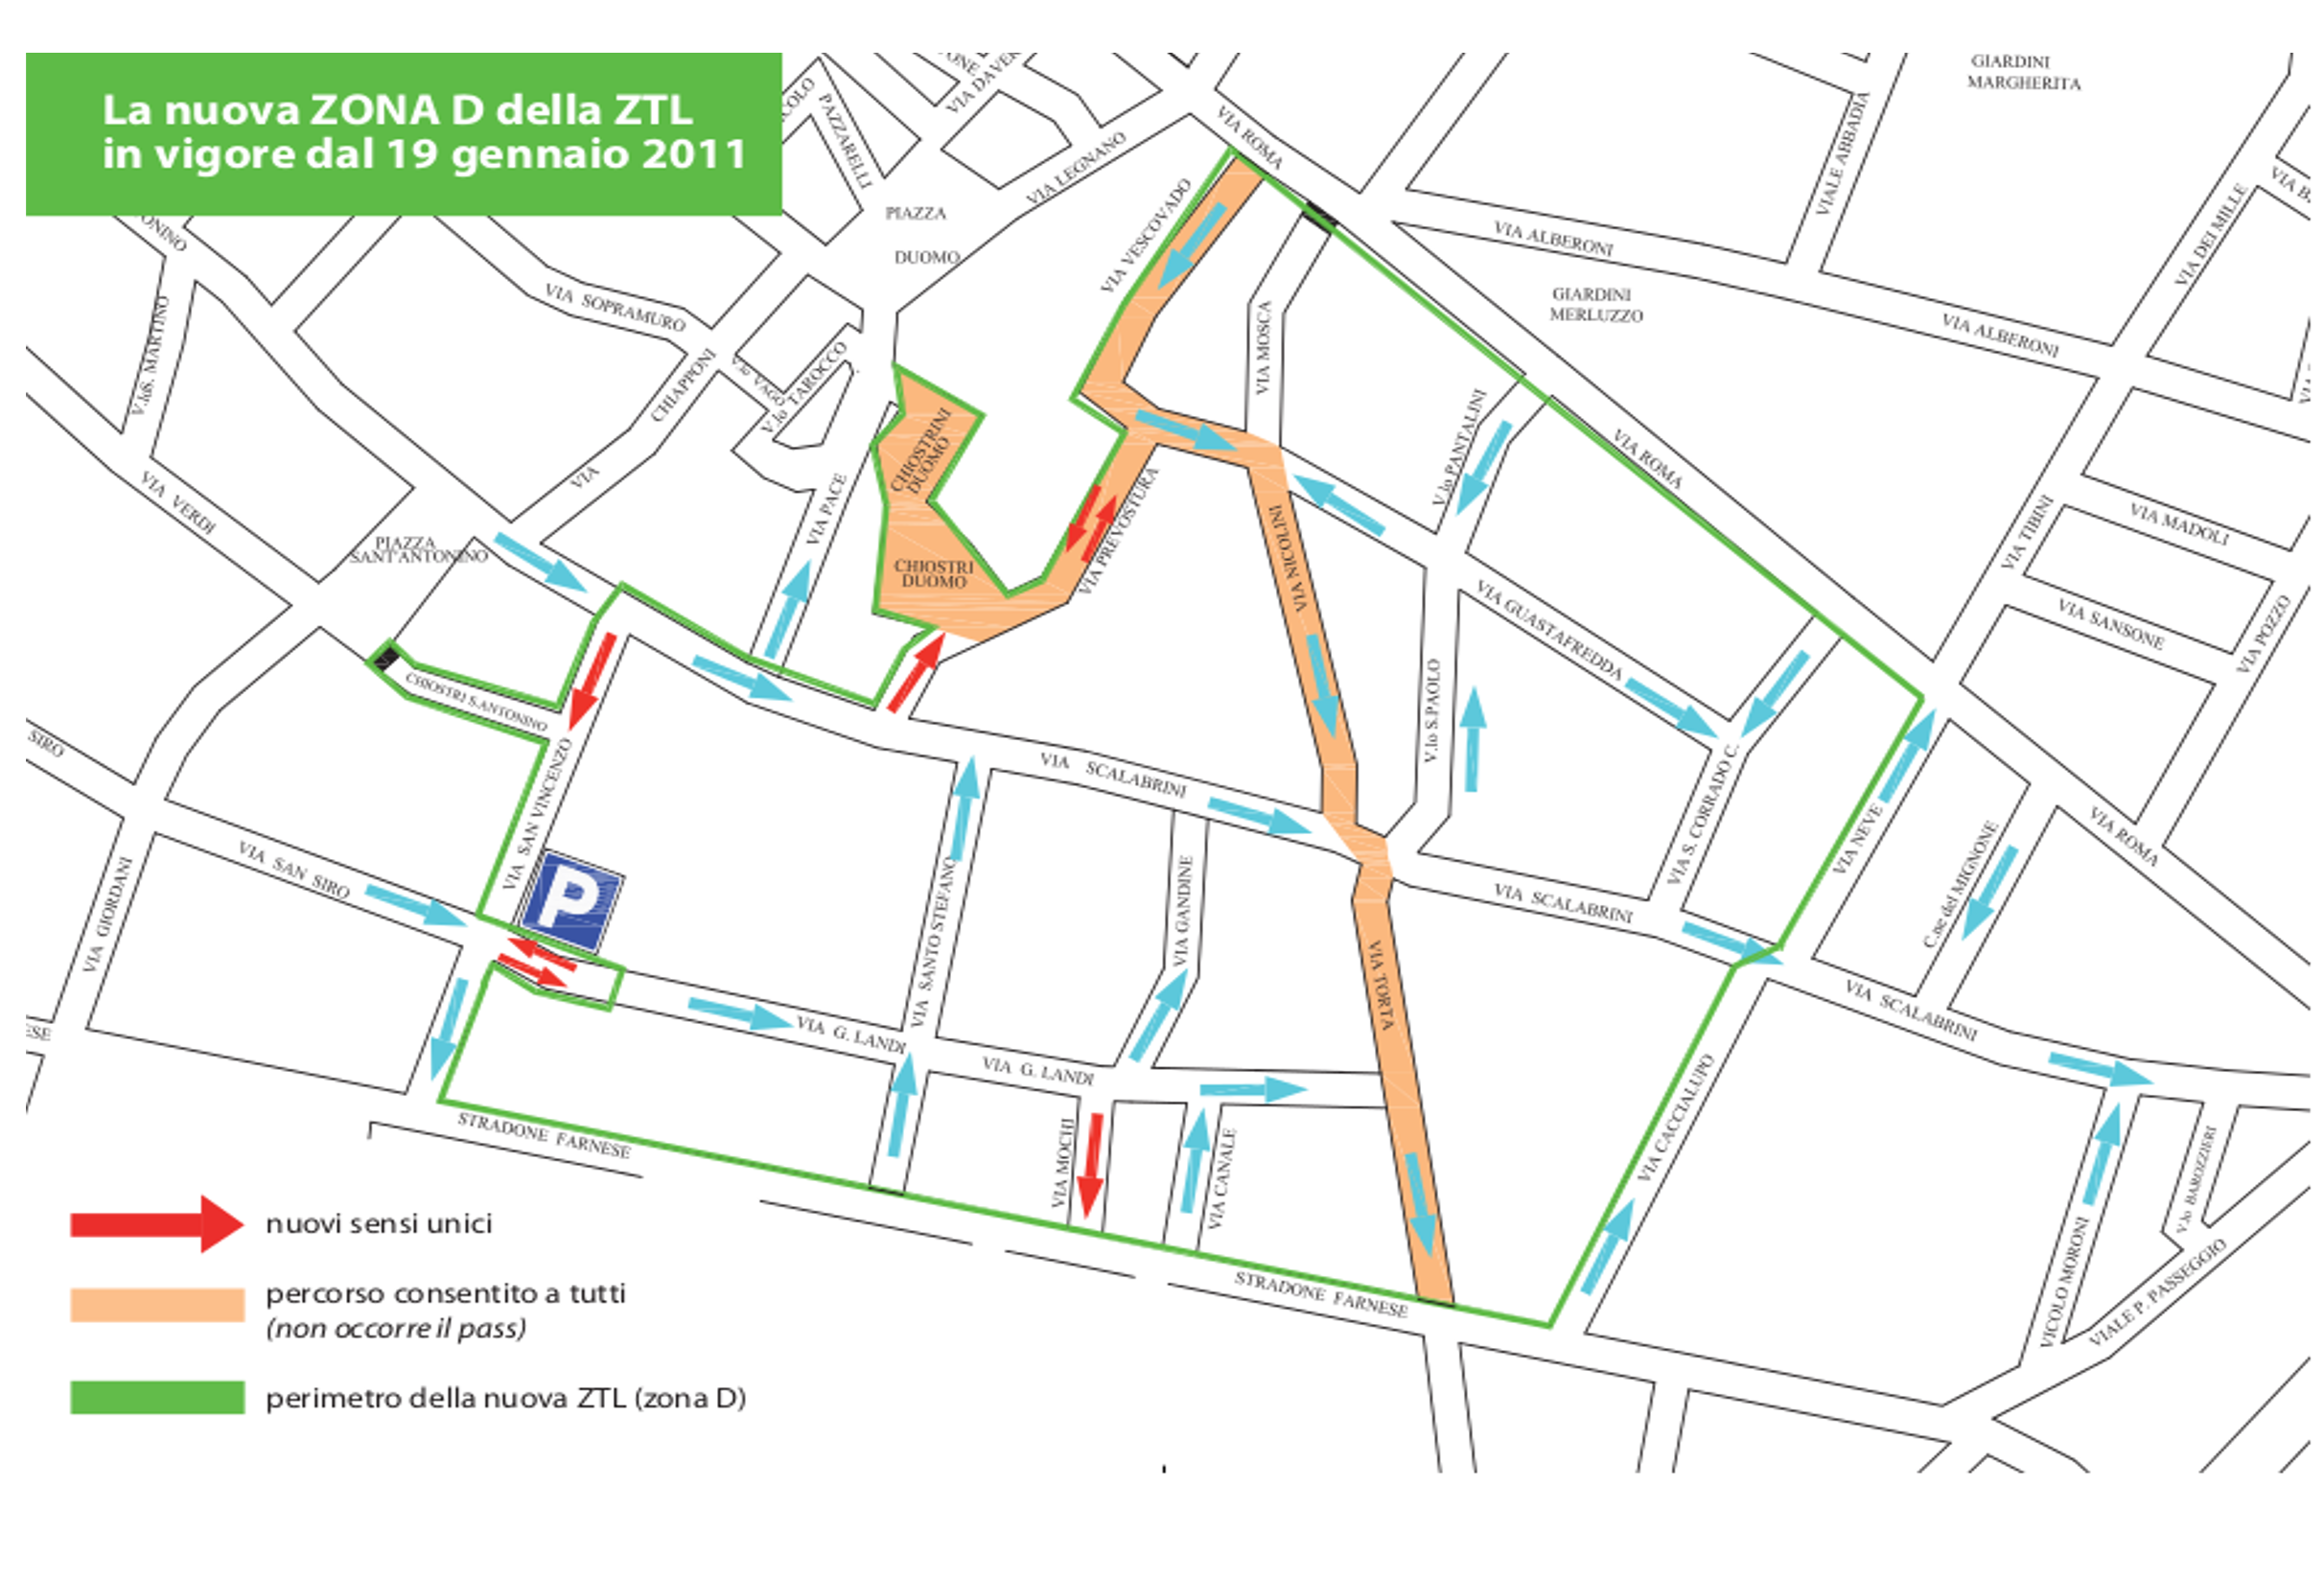 La nuova ZONA D della ZTL
in vigore dal 19 gennaio 2011
PAZZARELLI
VIA ROMA
GIARDINI
MARGHERITA
VIALE ABBADIA
VIA LEGNANO
PIAZZA
DUOMO
VIA VESCOVADO
VIA ALBERONI
VIA DEI MILLE
GIARDINI
MERLUZZO
VIA ALBERONI
VIA SOPRAMURO
V.loS. MARTINO
VIA CHIAPPONI
V.lo VAGO
V.lo TAROCCO
VIA MOSCA
CHIOSTRINI
DUOMO
V.lo PANTALINI
VIA ROMA
VIA VERDI
VIA PACE
VIA PREVOSTURA
VIA NICOLINI
VIA TIBINI
VIA MADOLI
PIAZZA
SANT'ANTONINO
CHIOSTRI
DUOMO
VIA GUASTAFREDDA
VIA SANSONE
VIA POZZO
CHIOSTRI S.ANTONINO
V.lo S.PAOLO
SIRO
VIA SAN VINCENZO
VIA SCALABRINI
VIA S. CORRADO C.
VIA NEVE
VIA ROMA
C.ne del MIGNONE
VIA SAN SIRO
P
VIA GIORDANI
VIA SANTO STEFANO
VIA GANDINE
VIA SCALABRINI
VIA TORTA
VIA SCALABRINI
VIA G. LANDI
VIA G. LANDI
STRADONE FARNESE
VIA MOCHI
VIA CANALE
VIA CACCIALUPO
V.lo BAROZZIERI
VICOLO MORONI
VIALE P. PASSEGGIO
STRADONE FARNESE
nuovi sensi unici
percorso consentito a tutti
(non occorre il pass)
perimetro della nuova ZTL (zona D)